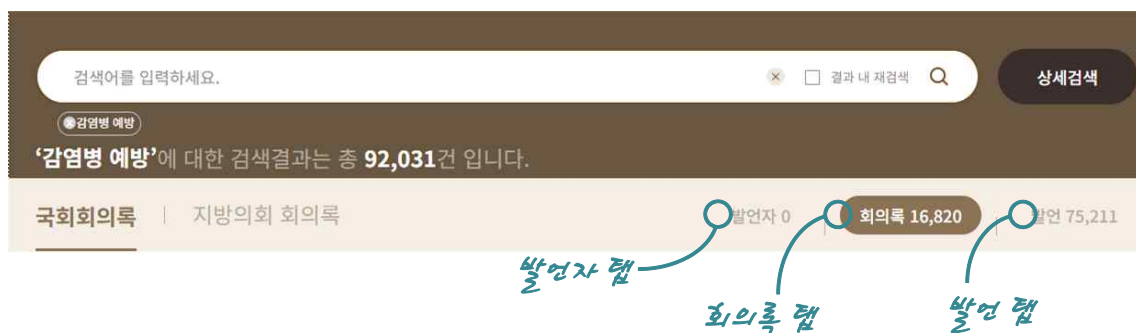 검색어를 입력하세요.
결과 내 재검색
상세검색
감염병 예방
‘감염병 예방’에 대한 검색결과는 총 92,031건 입니다.
국회회의록 | 지방의회 회의록
발언자 0
회의록 16,820
발언 75,211
발언자 탭
회의록 탭
발언 탭